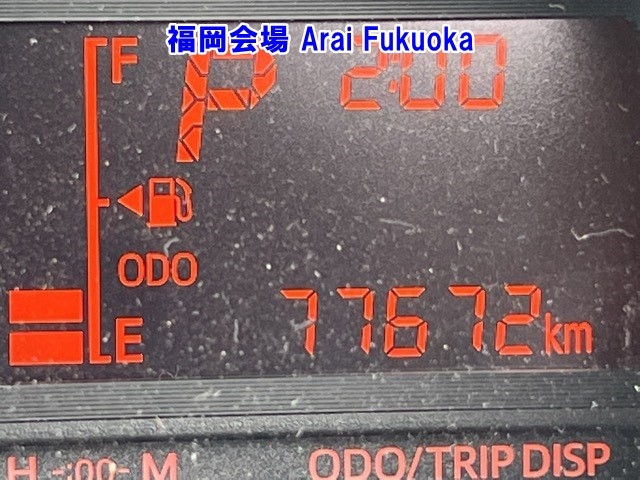 福岡会場 Arai Fukuoka
F P 2:00
ODO
E 77672km
H -:00- M ODO/TRIP DISP